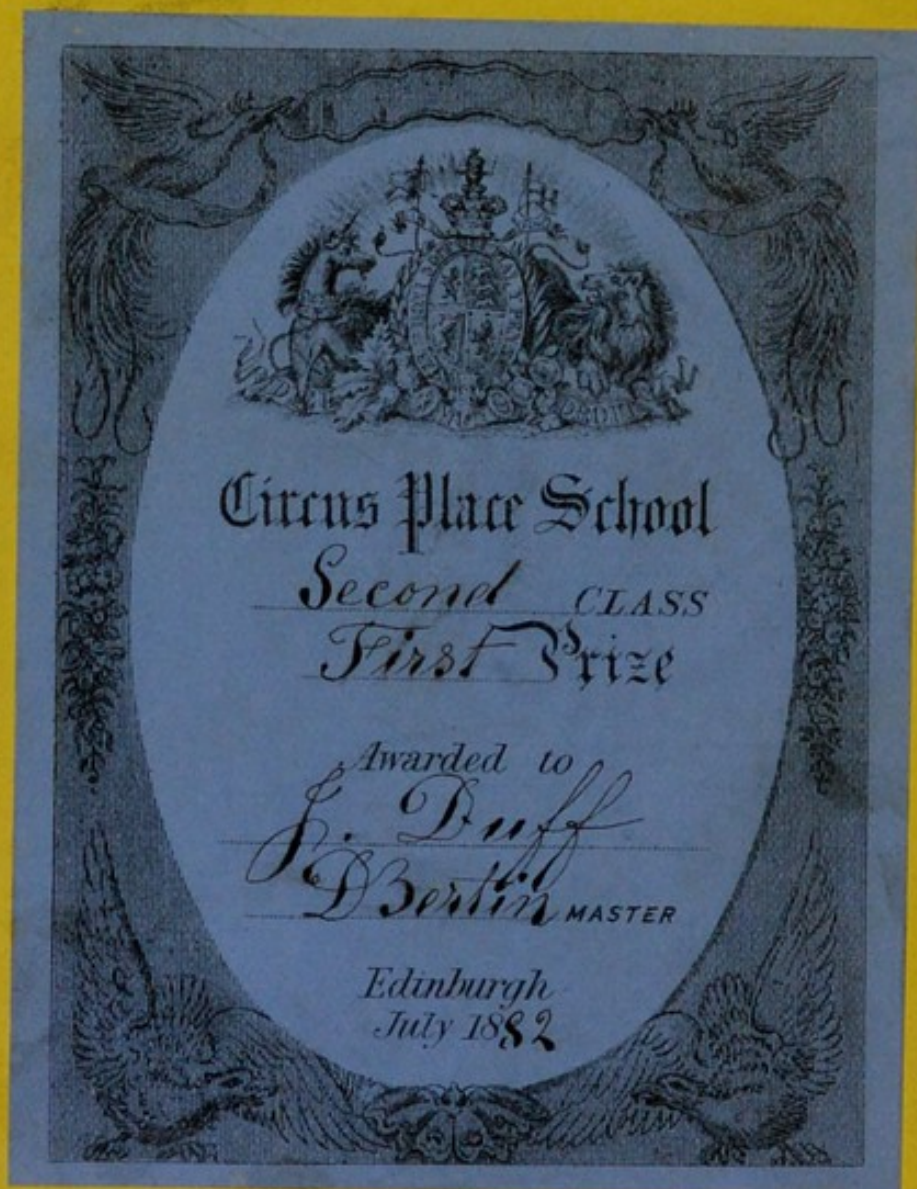 Circus Place School
Second CLASS
First Prize
Awarded to
J. Duff
D Bertin MASTER
Edinburgh
July 1882